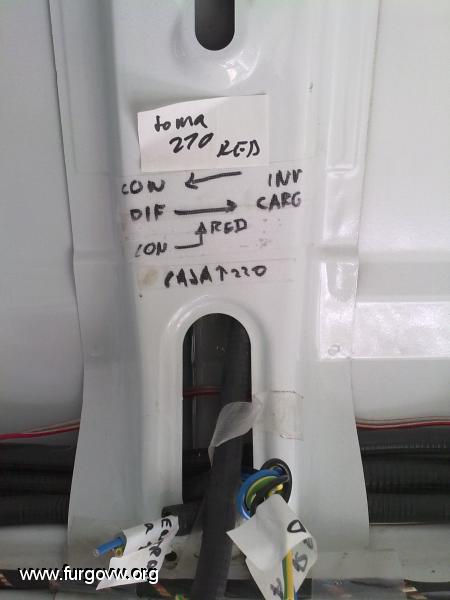 toma
220 RED
CON ← INV
DIF → CARG
CON RED
CAJA ↑ 220
www.furgovw.org